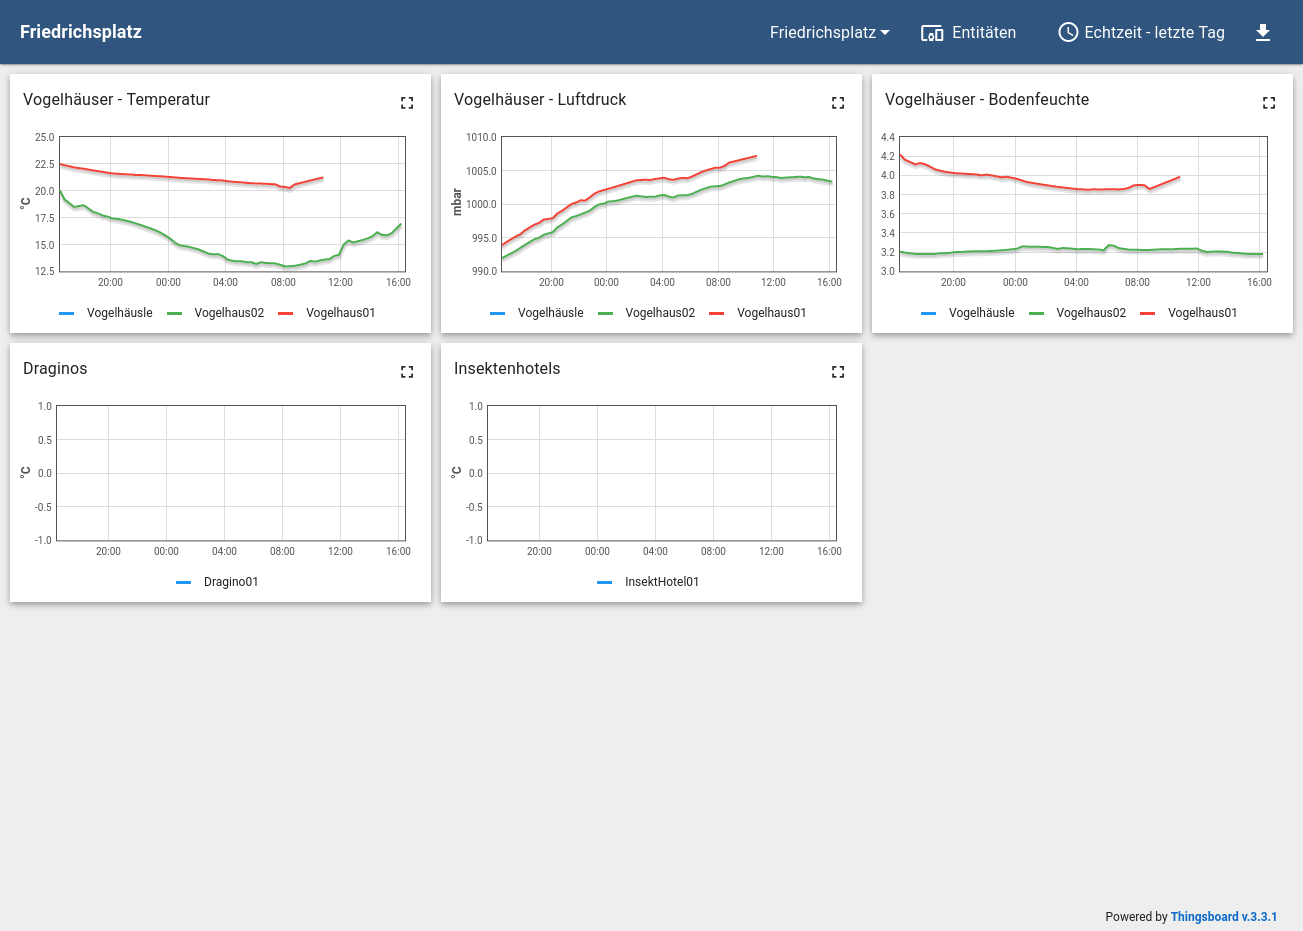 Friedrichsplatz
Friedrichsplatz Entitäten Echtzeit - letzte Tag
Vogelhäuser - Temperatur
25.0
22.5
20.0
17.5
15.0
12.5
°C
20:00 00:00 04:00 08:00 12:00 16:00
Vogelhäusle Vogelhaus02 Vogelhaus01
Vogelhäuser - Luftdruck
1010.0
1005.0
1000.0
995.0
990.0
mbar
20:00 00:00 04:00 08:00 12:00 16:00
Vogelhäusle Vogelhaus02 Vogelhaus01
Vogelhäuser - Bodenfeuchte
4.4
4.2
4.0
3.8
3.6
3.4
3.2
3.0
20:00 00:00 04:00 08:00 12:00 16:00
Vogelhäusle Vogelhaus02 Vogelhaus01
Draginos
1.0
0.5
0.0
-0.5
-1.0
°C
20:00 00:00 04:00 08:00 12:00 16:00
Dragino01
Insektenhotels
1.0
0.5
0.0
-0.5
-1.0
°C
20:00 00:00 04:00 08:00 12:00 16:00
InsektHotel01
Powered by Thingsboard v.3.3.1